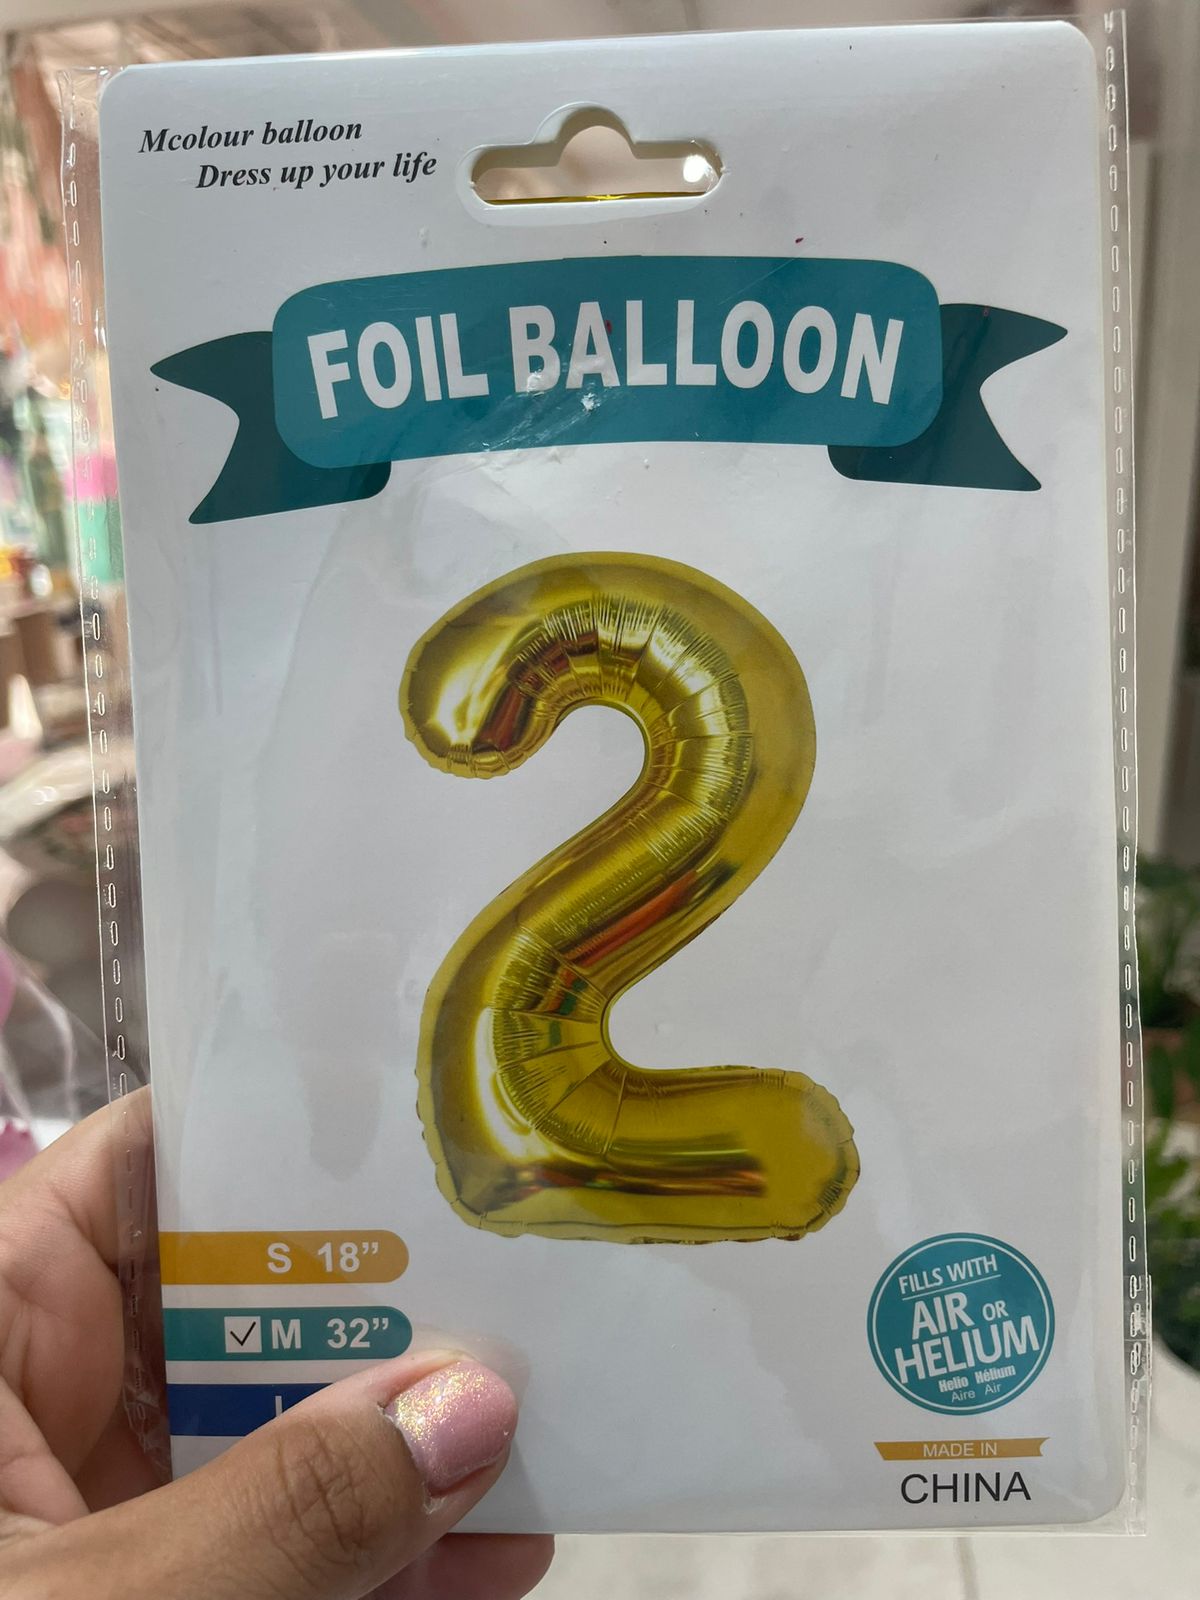 Mcolour balloon
Dress up your life
FOIL BALLOON
2
S 18”
M 32”
FILLS WITH
AIR OR
HELIUM
Helio Hélium
Aire Air
MADE IN
CHINA